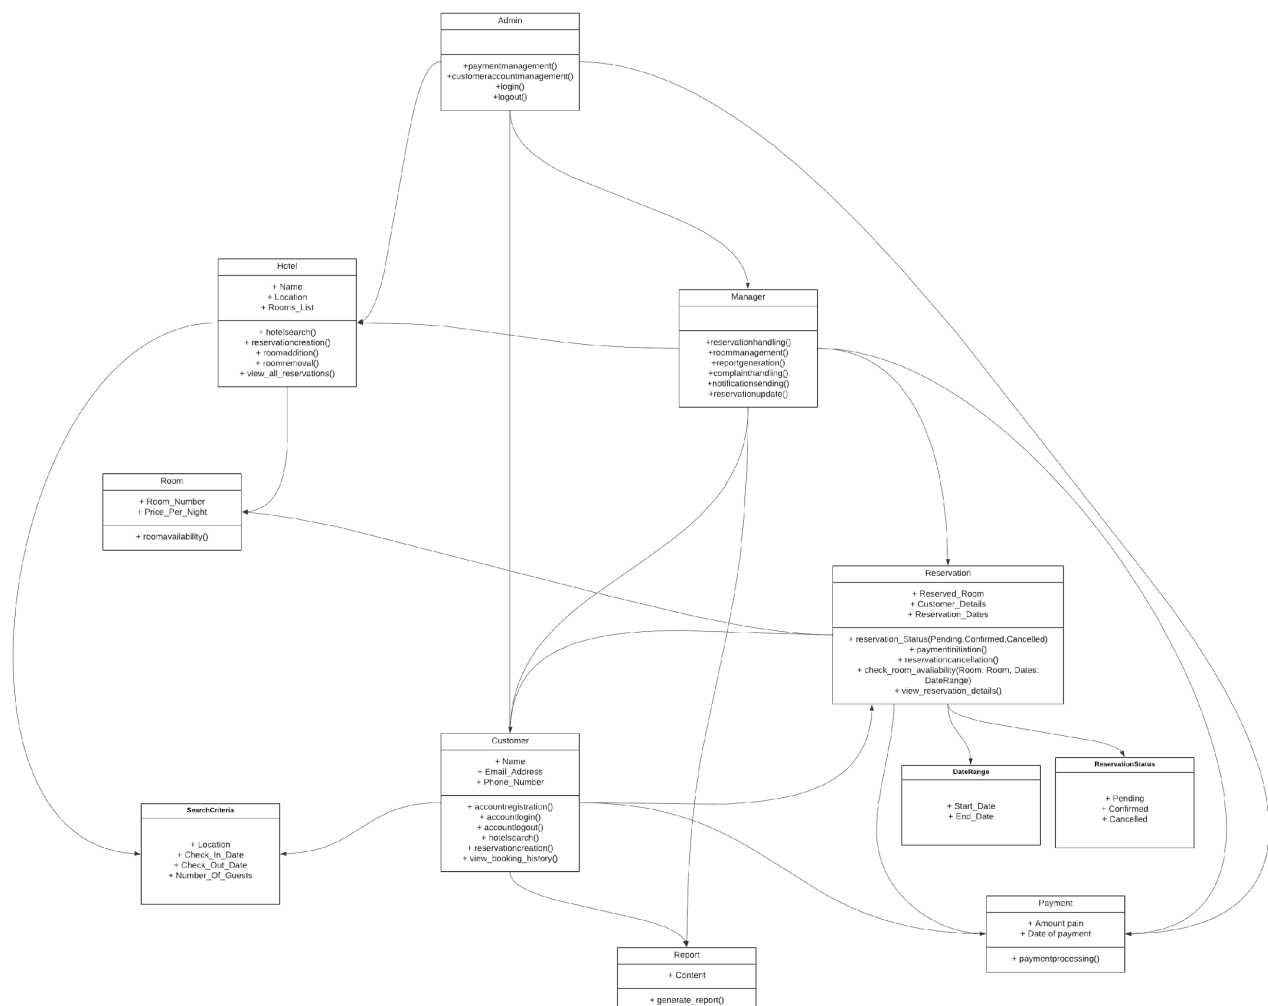 Admin
+paymentmanagement()
+customeraccountmanagement()
+login()
+logout()
Hotel
+ Name
+ Location
+ Rooms_List
+ hotelsearch()
+ reservationcreation()
+ roomaddition()
+ roomremoval()
+ view_all_reservations()
Manager
+reservationhandling()
+roommanagement()
+reportgeneration()
+complainthandling()
+notificationsending()
+reservationupdate()
Room
+ Room_Number
+ Price_Per_Night
+ roomavailability()
Reservation
+ Reserved_Room
+ Customer_Details
+ Reservation_Dates
+ reservation_Status(Pending,Confirmed,Cancelled)
+ paymentinitiation()
+ reservationcancellation()
+ check_room_avaliability(Room: Room, Dates:
DateRange)
+ view_reservation_details()
Customer
+ Name
+ Email_Address
+ Phone_Number
+ accountregistration()
+ accountlogin()
+ accountlogout()
+ hotelsearch()
+ reservationcreation()
+ view_booking_history()
SearchCriteria
+ Location
+ Check_In_Date
+ Check_Out_Date
+ Number_Of_Guests
DateRange
+ Start_Date
+ End_Date
ReservationStatus
+ Pending
+ Confirmed
+ Cancelled
Payment
+ Amount pain
+ Date of payment
+ paymentprocessing()
Report
+ Content
+ generate_report()